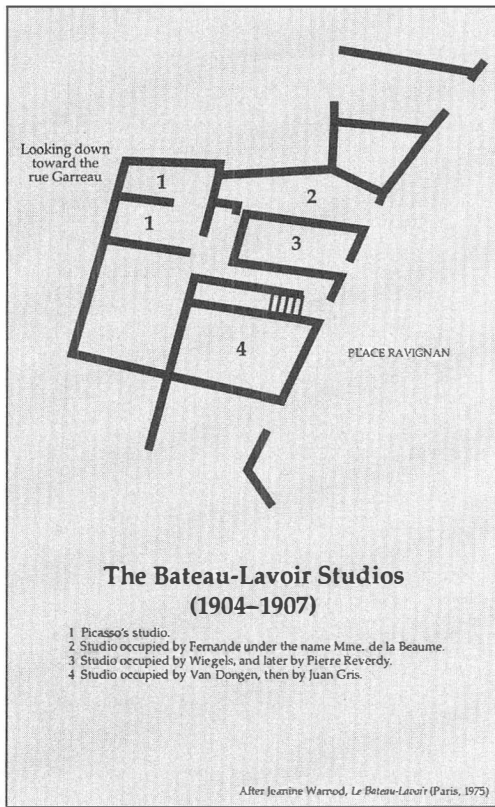 Looking down
toward the
rue Garreau
1
1
2
3
4
PLACE RAVIGNAN
The Bateau-Lavoir Studios
(1904–1907)
1 Picasso's studio.
2 Studio occupied by Fernande under the name Mme. de la Beaume.
3 Studio occupied by Wiegels, and later by Pierre Reverdy.
4 Studio occupied by Van Dongen, then by Juan Gris.
After Jeanine Warnod, Le Bateau-Lavoir (Paris, 1975)